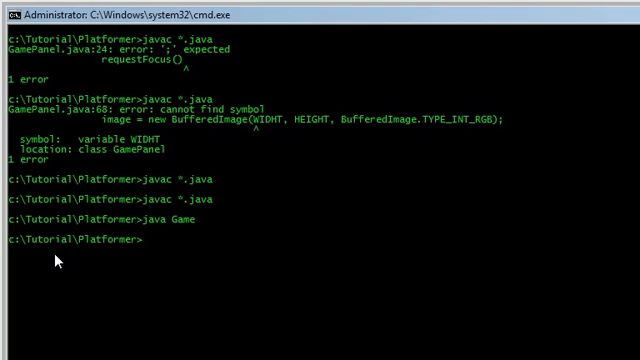 Administrator: C:\Windows\system32\cmd.exe
c:\Tutorial\Platformer>javac *.java
GamePanel.java:24: error: ';' expected
requestFocus()
^
1 error
c:\Tutorial\Platformer>javac *.java
GamePanel.java:68: error: cannot find symbol
image = new BufferedImage(WIDHT, HEIGHT, BufferedImage.TYPE_INT_RGB);
^
symbol:   variable WIDHT
location: class GamePanel
1 error
c:\Tutorial\Platformer>javac *.java
c:\Tutorial\Platformer>javac *.java
c:\Tutorial\Platformer>java Game
c:\Tutorial\Platformer>